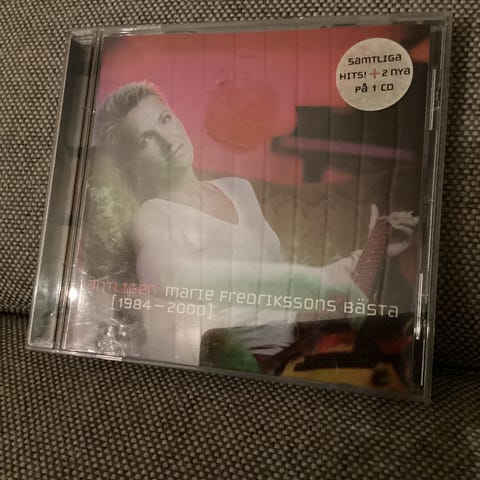 SAMTLIGA
HITS! + 2 NYA
PÅ 1 CD
äntligen marie fredrikssons bästa
[1984–2000]